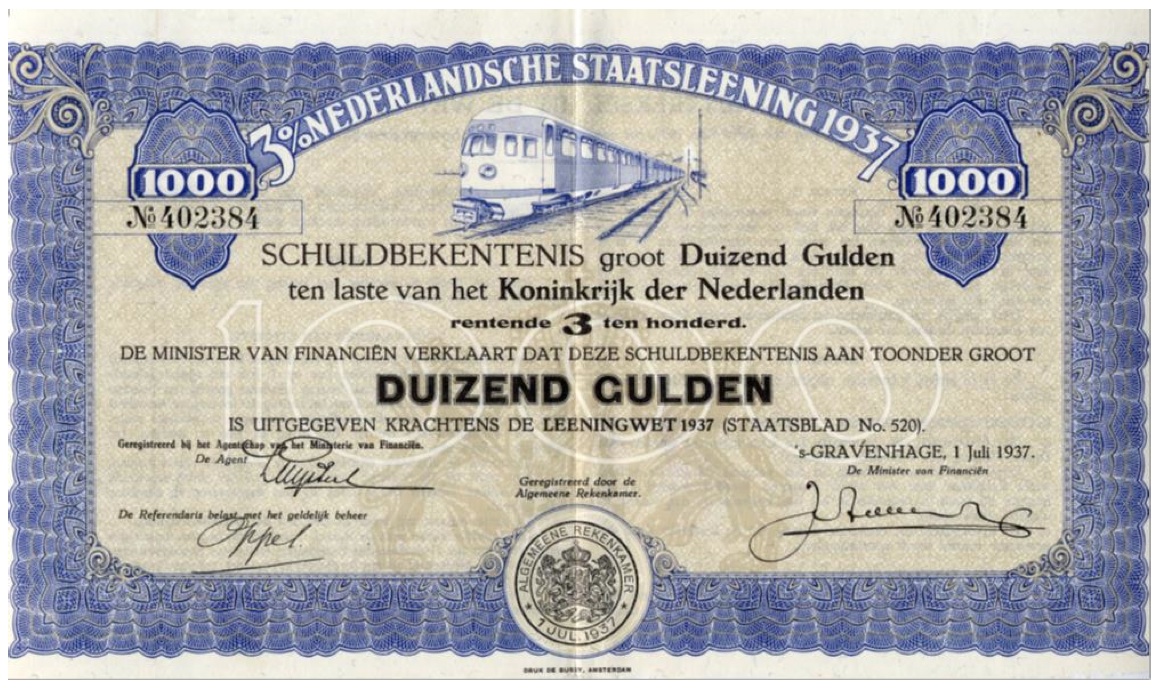 3% NEDERLANDSCHE STAATSLEENING 1937
1000
1000
№ 402384
№ 402384
SCHULDBEKENTENIS groot Duizend Gulden
ten laste van het Koninkrijk der Nederlanden
rentende 3 ten honderd.
1000
DE MINISTER VAN FINANCIËN VERKLAART DAT DEZE SCHULDBEKENTENIS AAN TOONDER GROOT
DUIZEND GULDEN
IS UITGEGEVEN KRACHTENS DE LEENINGWET 1937 (STAATSBLAD No. 520).
Geregistreerd bij het Agentschap van het Ministerie van Financiën.
De Agent
's-GRAVENHAGE, 1 Juli 1937.
De Minister van Financiën
Geregistreerd door de
Algemeene Rekenkamer.
De Referendaris belast met het geldelijk beheer
Oppel.
ALGEMEENE REKENKAMER
1 JUL. 1937
DRUK DE BUSSY, AMSTERDAM